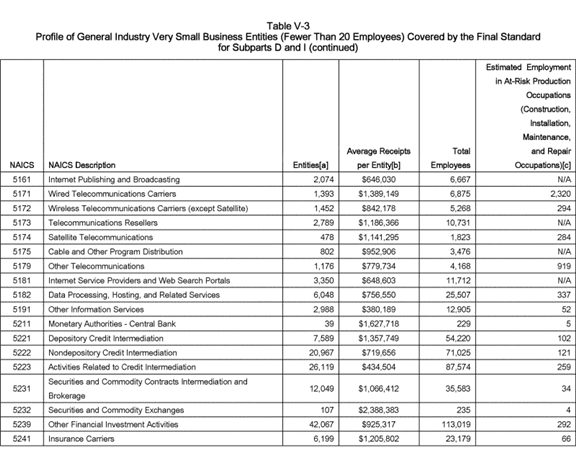 Table V-3
Profile of General Industry Very Small Business Entities (Fewer Than 20 Employees) Covered by the Final Standard
for Subparts D and I (continued)
NAICS NAICS Description Entities[a] Average Receipts per Entity[b] Total Employees Estimated Employment in At-Risk Production Occupations (Construction, Installation, Maintenance, and Repair Occupations)[c]
5161 Internet Publishing and Broadcasting 2,074 $646,030 6,667 N/A
5171 Wired Telecommunications Carriers 1,393 $1,389,149 6,875 2,320
5172 Wireless Telecommunications Carriers (except Satellite) 1,452 $842,178 5,268 294
5173 Telecommunications Resellers 2,789 $1,186,366 10,731 N/A
5174 Satellite Telecommunications 478 $1,141,295 1,823 284
5175 Cable and Other Program Distribution 802 $952,906 3,476 N/A
5179 Other Telecommunications 1,176 $779,734 4,168 919
5181 Internet Service Providers and Web Search Portals 3,350 $648,603 11,712 N/A
5182 Data Processing, Hosting, and Related Services 6,048 $756,550 25,507 337
5191 Other Information Services 2,988 $380,189 12,905 52
5211 Monetary Authorities - Central Bank 39 $1,627,718 229 5
5221 Depository Credit Intermediation 7,589 $1,357,749 54,220 102
5222 Nondepository Credit Intermediation 20,967 $719,656 71,025 121
5223 Activities Related to Credit Intermediation 26,119 $434,504 87,574 259
5231 Securities and Commodity Contracts Intermediation and Brokerage 12,049 $1,066,412 35,583 34
5232 Securities and Commodity Exchanges 107 $2,388,383 235 4
5239 Other Financial Investment Activities 42,067 $925,317 113,019 292
5241 Insurance Carriers 6,199 $1,205,802 23,179 66